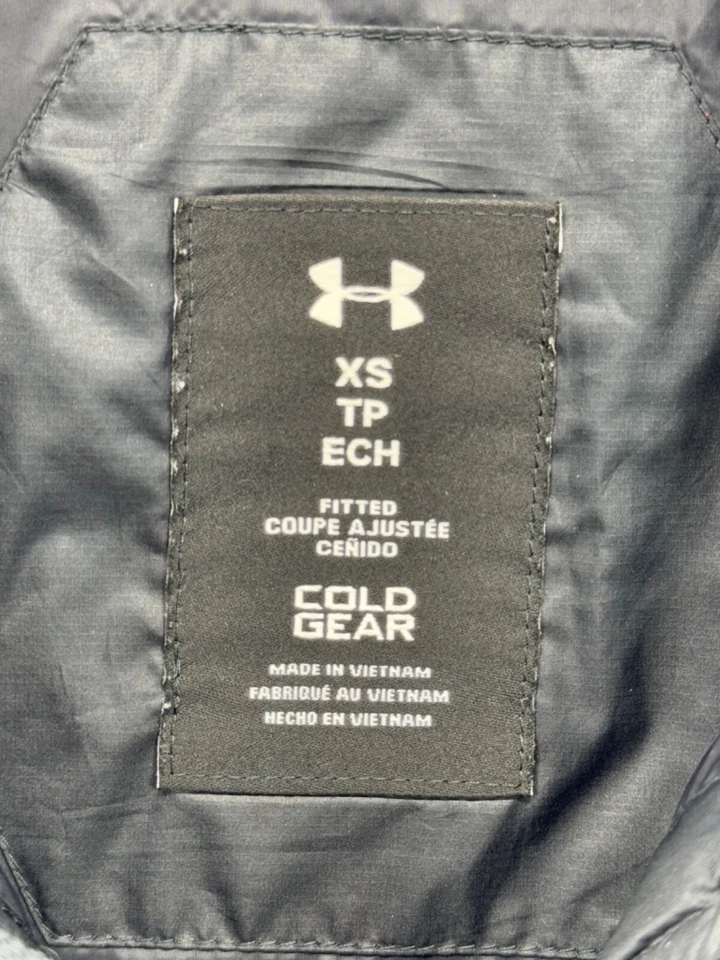 XS
TP
ECH
FITTED
COUPE AJUSTÉE
CEÑIDO
COLD
GEAR
MADE IN VIETNAM
FABRIQUÉ AU VIETNAM
HECHO EN VIETNAM